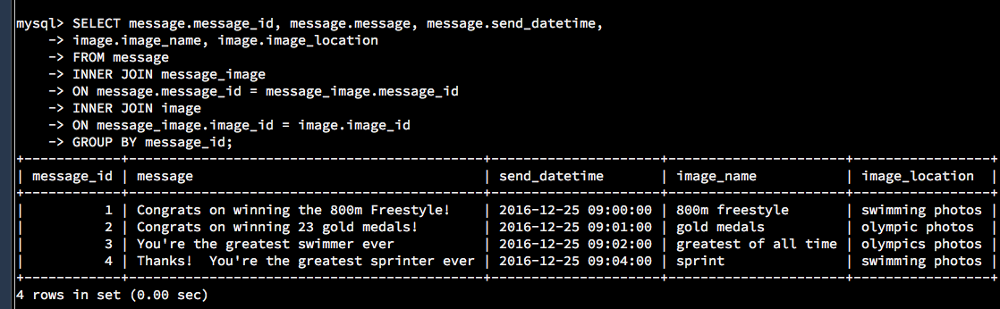 mysql> SELECT message.message_id, message.message, message.send_datetime,
    -> image.image_name, image.image_location
    -> FROM message
    -> INNER JOIN message_image
    -> ON message.message_id = message_image.message_id
    -> INNER JOIN image
    -> ON message_image.image_id = image.image_id
    -> GROUP BY message_id;
+------------+--------------------------------------------+---------------------+----------------------+-----------------+
| message_id | message                                    | send_datetime       | image_name           | image_location  |
+------------+--------------------------------------------+---------------------+----------------------+-----------------+
|          1 | Congrats on winning the 800m Freestyle!    | 2016-12-25 09:00:00 | 800m freestyle       | swimming photos |
|          2 | Congrats on winning 23 gold medals!        | 2016-12-25 09:01:00 | gold medals          | olympic photos  |
|          3 | You're the greatest swimmer ever           | 2016-12-25 09:02:00 | greatest of all time | olympics photos |
|          4 | Thanks!  You're the greatest sprinter ever | 2016-12-25 09:04:00 | sprint               | swimming photos |
+------------+--------------------------------------------+---------------------+----------------------+-----------------+
4 rows in set (0.00 sec)